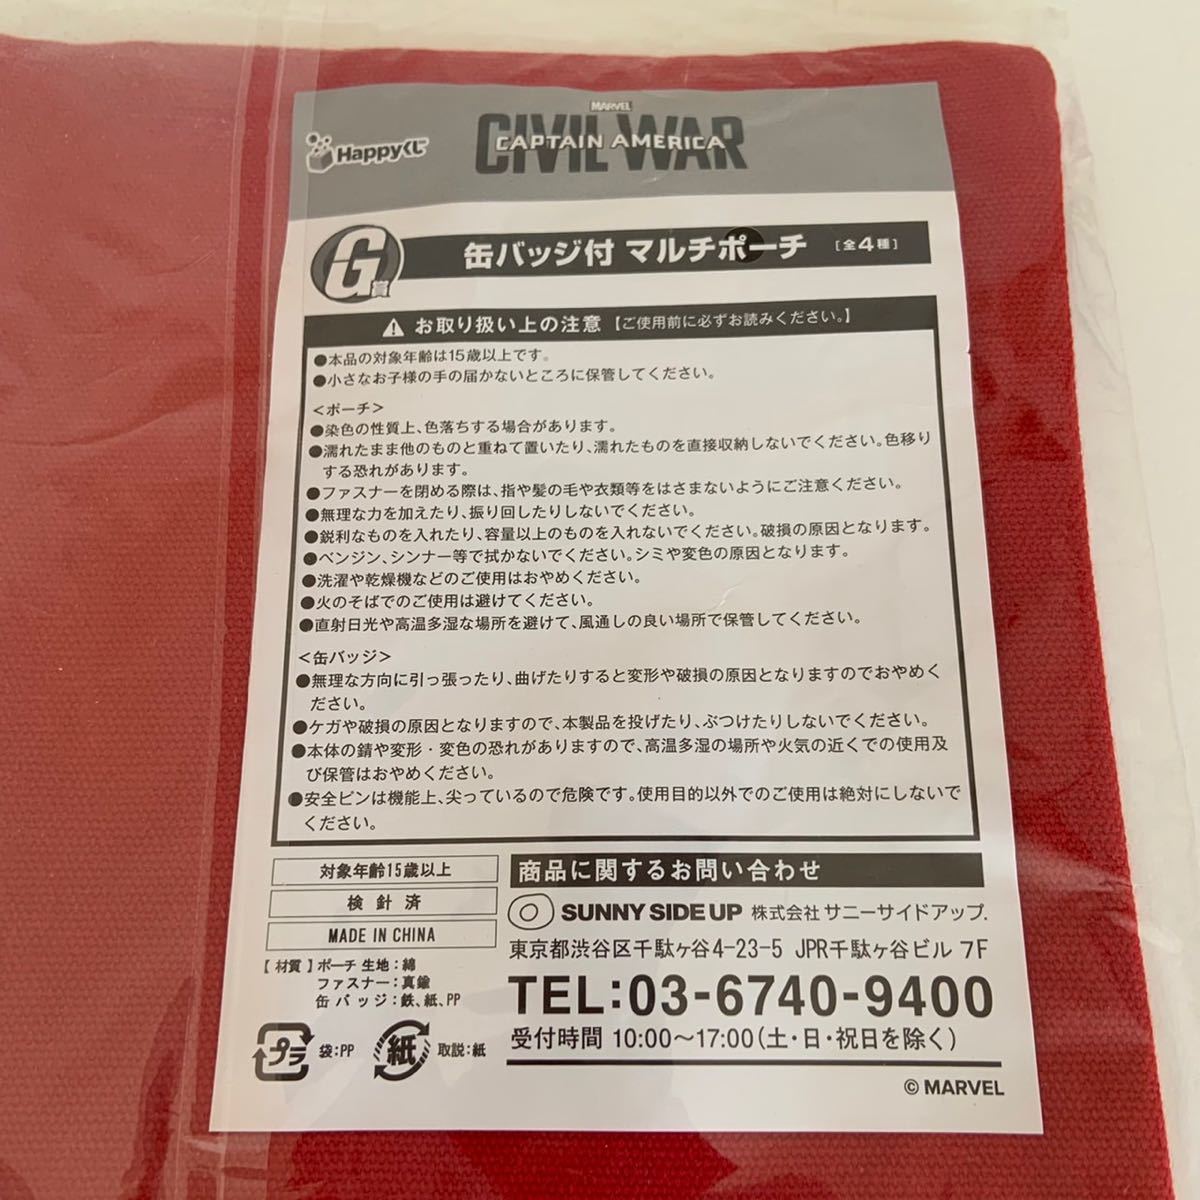 Happyくじ
MARVEL
CAPTAIN AMERICA
CIVIL WAR
G賞
缶バッジ付 マルチポーチ [全4種]
お取り扱い上の注意 【ご使用前に必ずお読みください。】
●本品の対象年齢は15歳以上です。
●小さなお子様の手の届かないところに保管してください。
<ポーチ>
●染色の性質上、色落ちする場合があります。
●濡れたまま他のものと重ねて置いたり、濡れたものを直接収納しないでください。色移り
する恐れがあります。
●ファスナーを閉める際は、指や髪の毛や衣類等をはさまないようにご注意ください。
●無理な力を加えたり、振り回したりしないでください。
●鋭利なものを入れたり、容量以上のものを入れないでください。破損の原因となります。
●ベンジン、シンナー等で拭かないでください。シミや変色の原因となります。
●洗濯や乾燥機などのご使用はおやめください。
●火のそばでのご使用は避けてください。
●直射日光や高温多湿な場所を避けて、風通しの良い場所で保管してください。
<缶バッジ>
●無理な方向に引っ張ったり、曲げたりすると変形や破損の原因となりますのでおやめく
ださい。
●ケガや破損の原因となりますので、本製品を投げたり、ぶつけたりしないでください。
●本体の錆や変形・変色の恐れがありますので、高温多湿の場所や火気の近くでの使用及
び保管はおやめください。
●安全ピンは機能上、尖っているので危険です。使用目的以外でのご使用は絶対にしないで
ください。
対象年齢15歳以上
検針済
MADE IN CHINA
【材質】ポーチ生地:綿
ファスナー:真鍮
缶バッジ:鉄、紙、PP
プラ 袋:PP
紙 取説:紙
商品に関するお問い合わせ
SUNNY SIDE UP 株式会社サニーサイドアップ.
東京都渋谷区千駄ヶ谷4-23-5 JPR千駄ヶ谷ビル 7F
TEL:03-6740-9400
受付時間 10:00〜17:00(土・日・祝日を除く)
© MARVEL